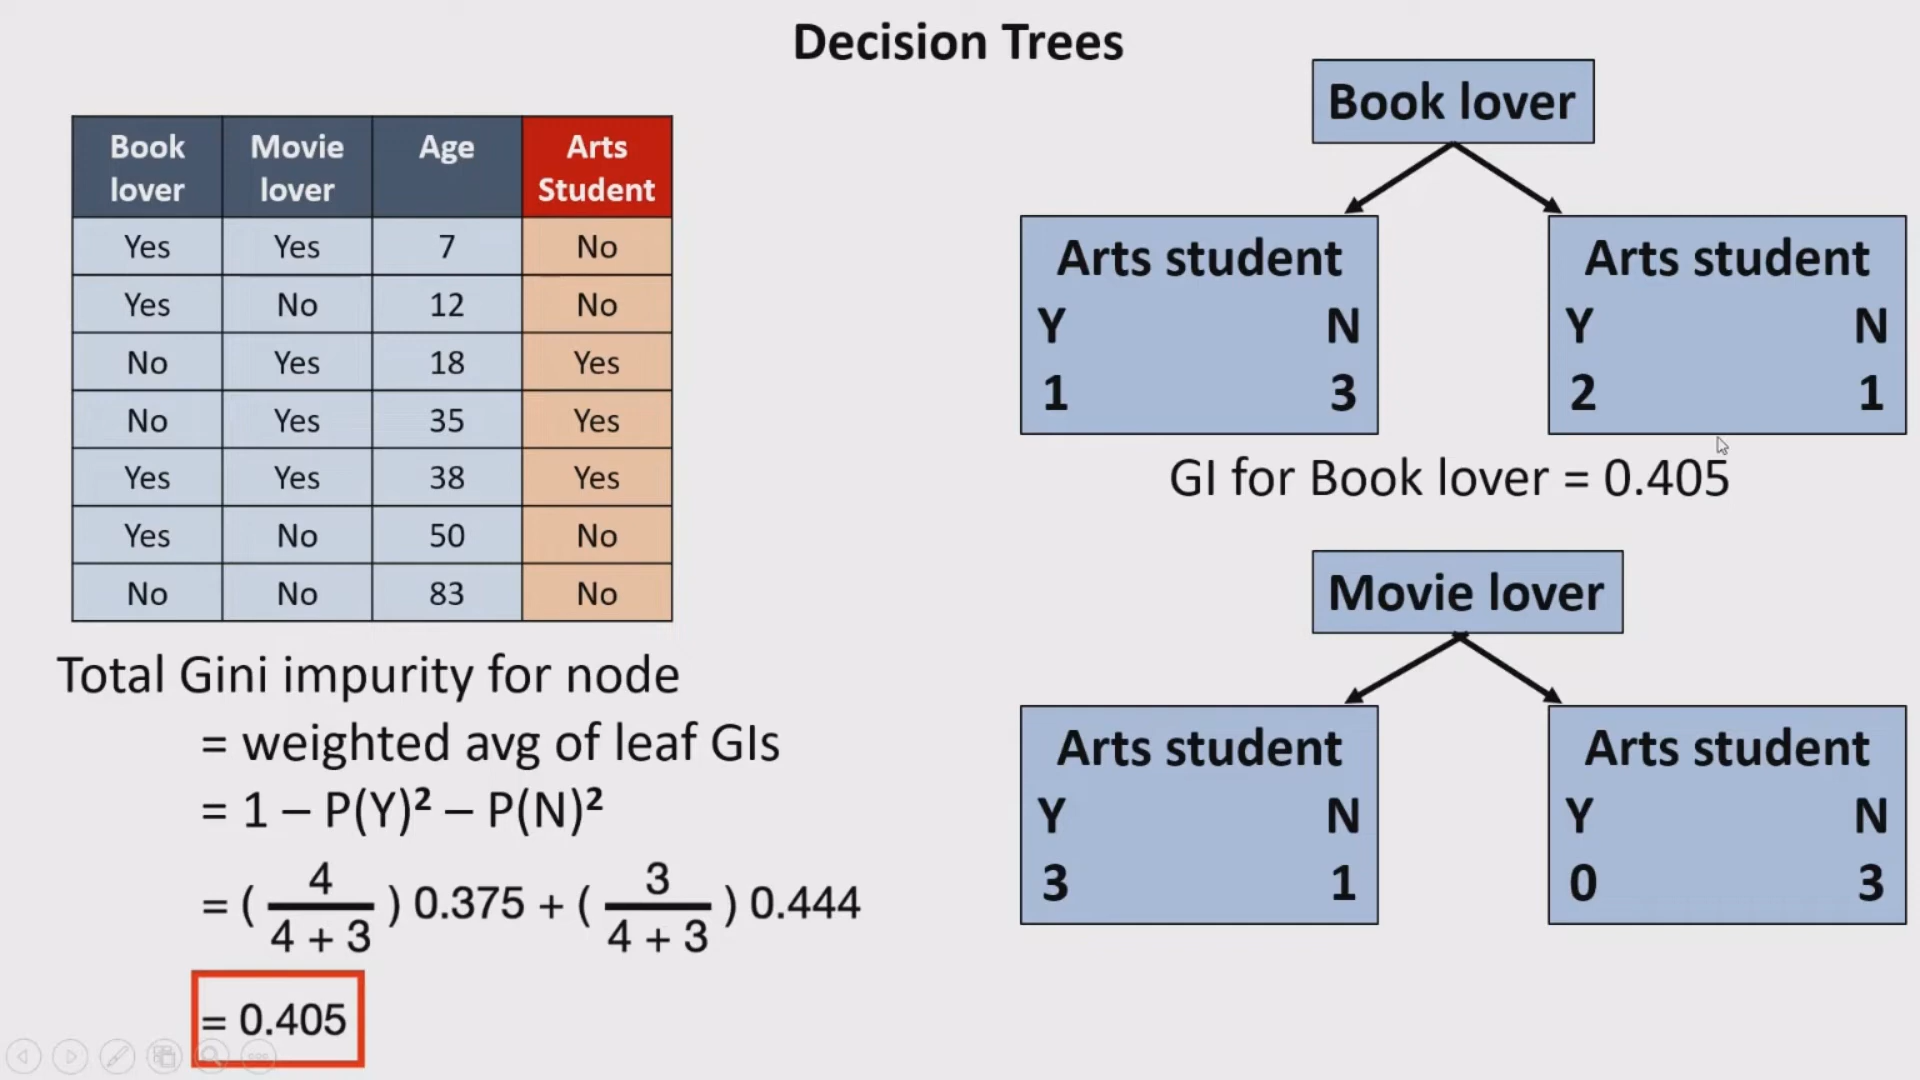 Decision Trees
Book lover Movie lover Age Arts Student
Yes Yes 7 No
Yes No 12 No
No Yes 18 Yes
No Yes 35 Yes
Yes Yes 38 Yes
Yes No 50 No
No No 83 No
Total Gini impurity for node
= weighted avg of leaf GIs
= 1 – P(Y)² – P(N)²
= ( 4 / 4 + 3 ) 0.375 + ( 3 / 4 + 3 ) 0.444
= 0.405
Book lover
Arts student
Y N
1 3
Arts student
Y N
2 1
GI for Book lover = 0.405
Movie lover
Arts student
Y N
3 1
Arts student
Y N
0 3